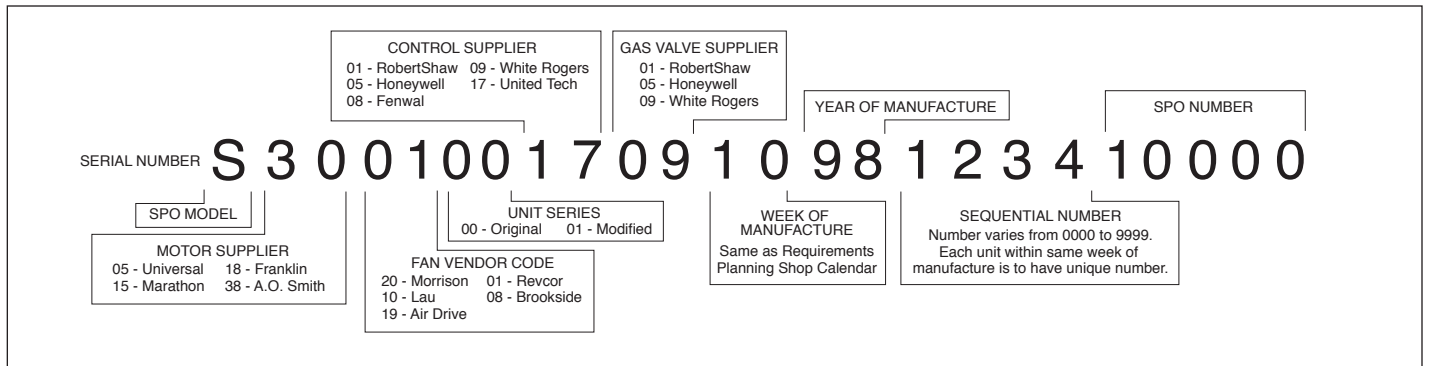 CONTROL SUPPLIER
01 - RobertShaw 09 - White Rogers
05 - Honeywell 17 - United Tech
08 - Fenwal
GAS VALVE SUPPLIER
01 - RobertShaw
05 - Honeywell
09 - White Rogers
YEAR OF MANUFACTURE
SPO NUMBER
SERIAL NUMBER S 3 0 0 1 0 0 1 7 0 9 1 0 9 8 1 2 3 4 1 0 0 0 0
SPO MODEL
MOTOR SUPPLIER
05 - Universal 18 - Franklin
15 - Marathon 38 - A.O. Smith
UNIT SERIES
00 - Original 01 - Modified
FAN VENDOR CODE
20 - Morrison 01 - Revcor
10 - Lau 08 - Brookside
19 - Air Drive
WEEK OF
MANUFACTURE
Same as Requirements
Planning Shop Calendar
SEQUENTIAL NUMBER
Number varies from 0000 to 9999.
Each unit within same week of
manufacture is to have unique number.